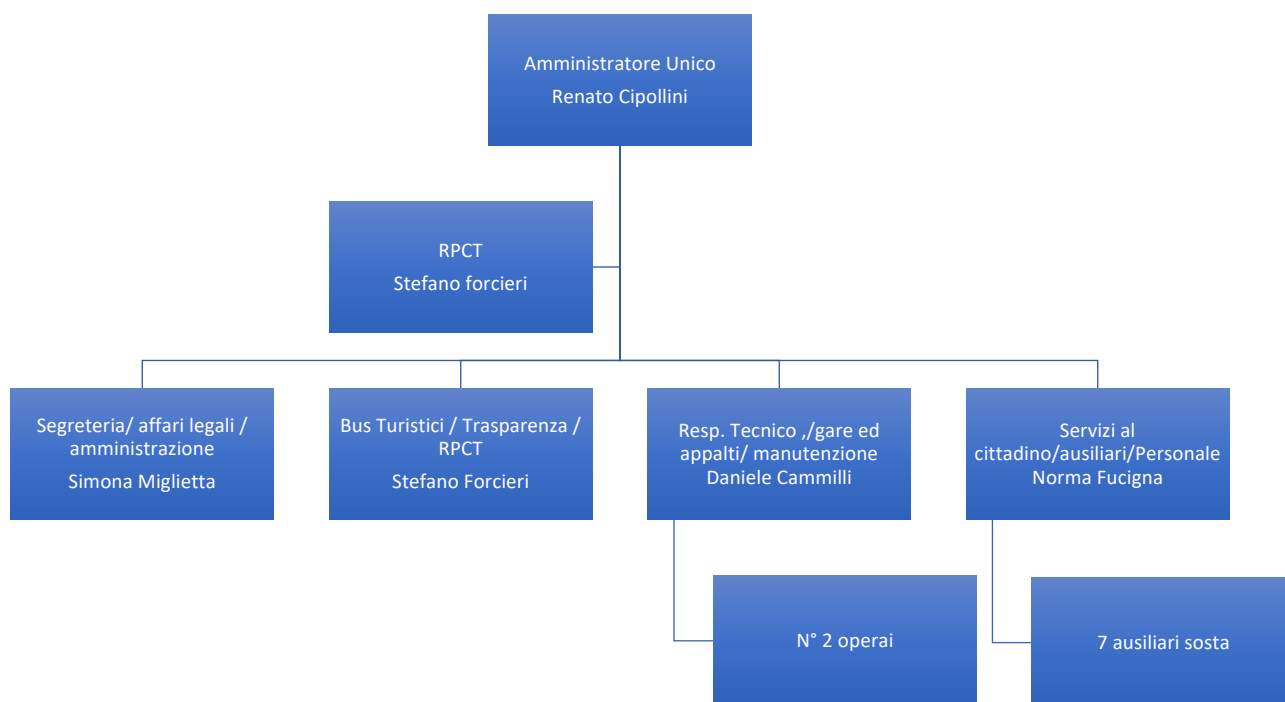 Amministratore Unico
Renato Cipollini
RPCT
Stefano forcieri
Segreteria/ affari legali /
amministrazione
Simona Miglietta
Bus Turistici / Trasparenza /
RPCT
Stefano Forcieri
Resp. Tecnico ,/gare ed
appalti/ manutenzione
Daniele Cammilli
Servizi al
cittadino/ausiliari/Personale
Norma Fucigna
N° 2 operai
7 ausiliari sosta